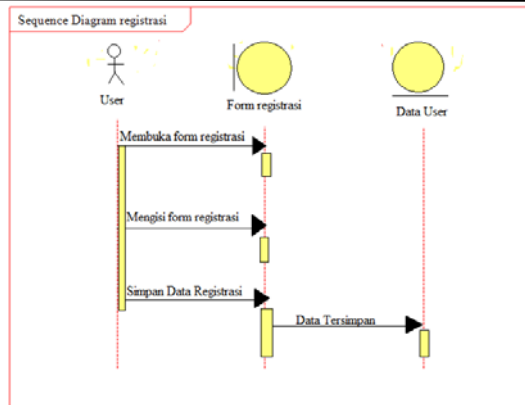 Sequence Diagram registrasi
User
Form registrasi
Data User
Membuka form registrasi
Mengisi form registrasi
Simpan Data Registrasi
Data Tersimpan